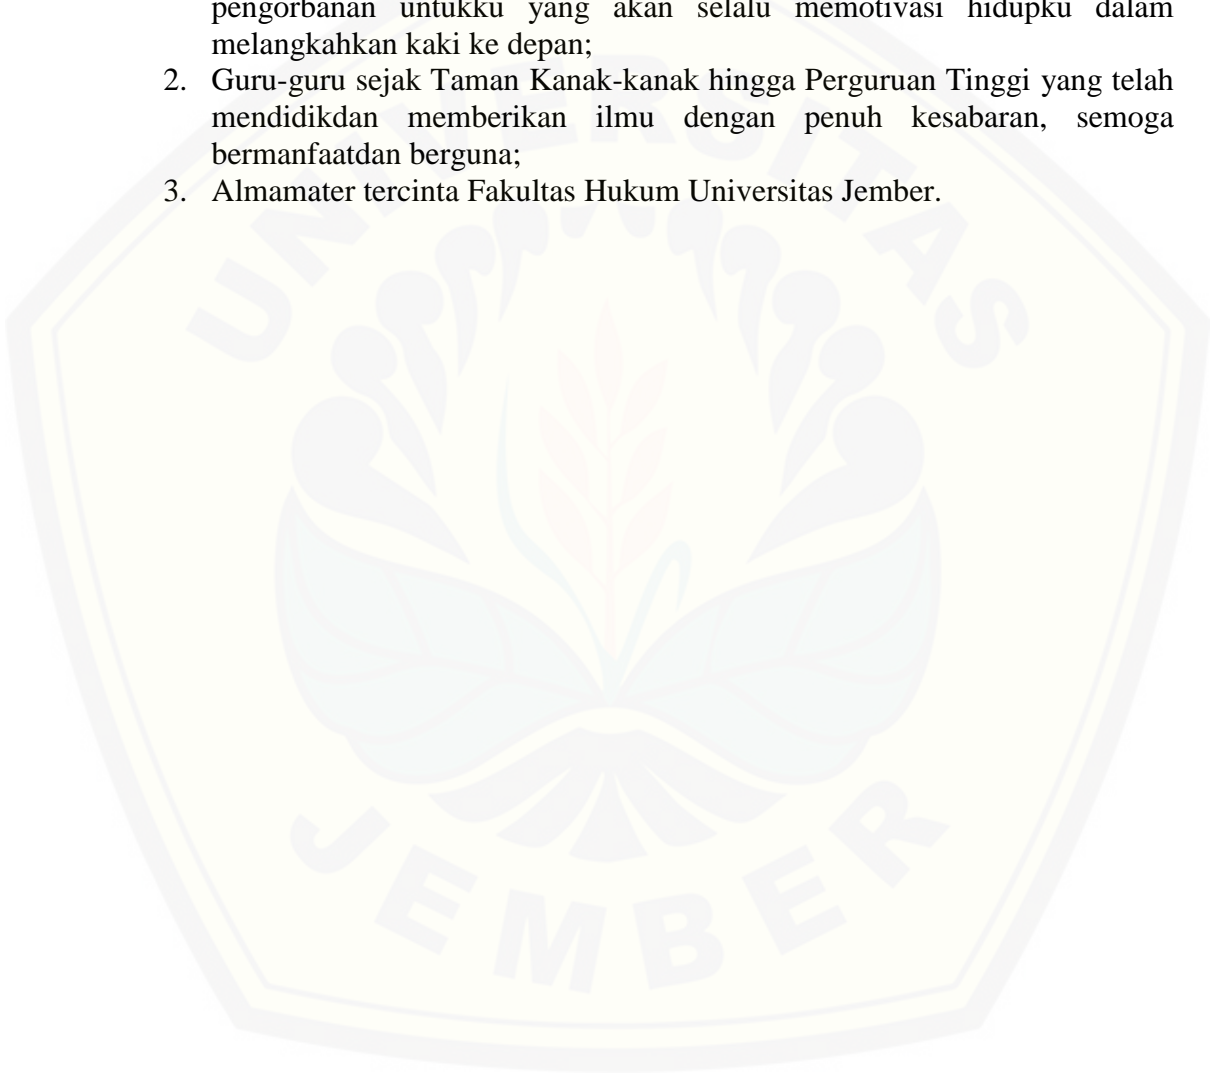 pengorbanan untukku yang akan selalu memotivasi hidupku dalam
melangkahkan kaki ke depan;
2. Guru-guru sejak Taman Kanak-kanak hingga Perguruan Tinggi yang telah
mendidikdan memberikan ilmu dengan penuh kesabaran, semoga
bermanfaatdan berguna;
3. Almamater tercinta Fakultas Hukum Universitas Jember.
UNIVERSITAS
JEMBER